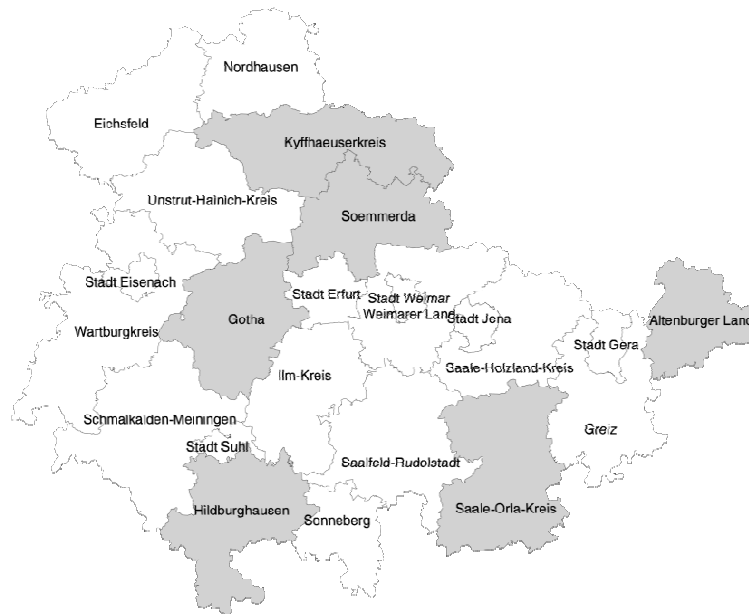 Nordhausen
Eichsfeld
Kyffhaeuserkreis
Unstrut-Hainich-Kreis
Soemmerda
Stadt Eisenach
Stadt Erfurt
Stadt Weimar
Weimarer Land
Gotha
Stadt Jena
Altenburger Land
Wartburgkreis
Stadt Gera
Ilm-Kreis
Saale-Holzland-Kreis
Schmalkalden-Meiningen
Greiz
Stadt Suhl
Saalfeld-Rudolstadt
Hildburghausen
Saale-Orla-Kreis
Sonneberg